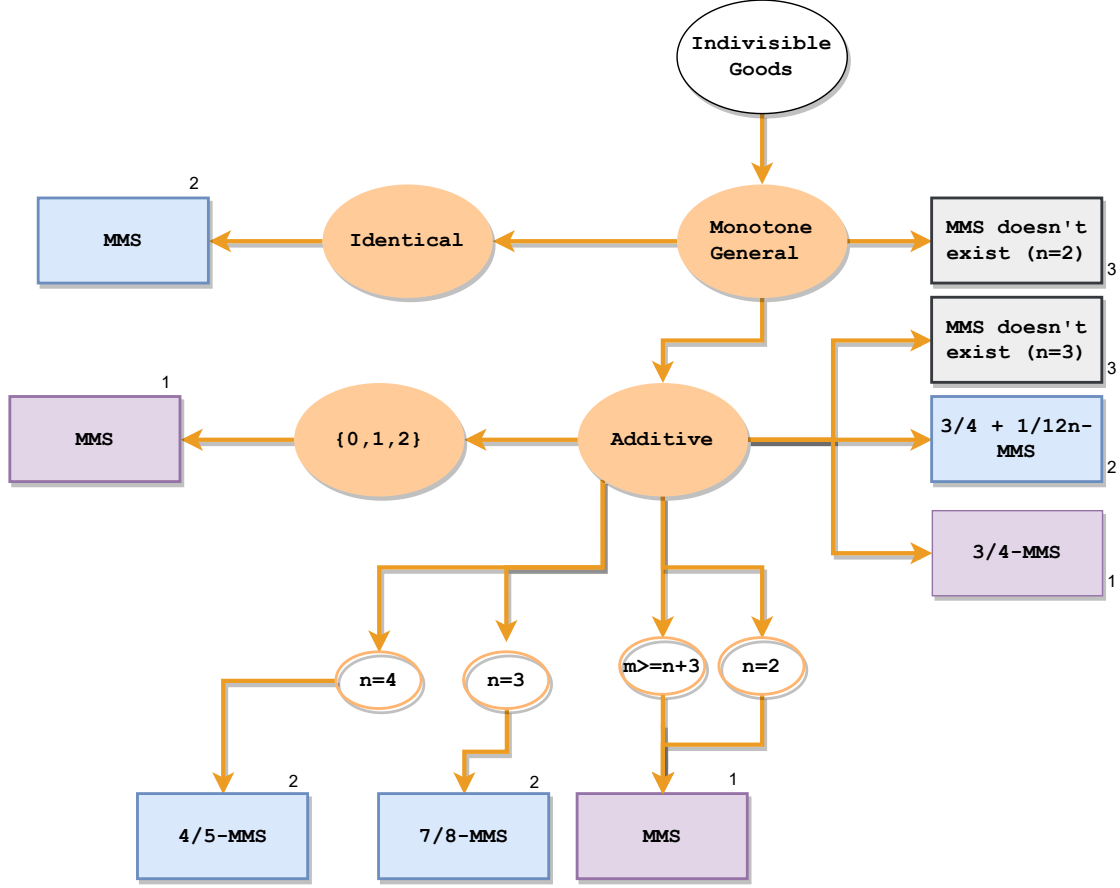 Indivisible
Goods
2
MMS
Identical
Monotone
General
MMS doesn't
exist (n=2)
3
MMS doesn't
exist (n=3)
3
1
MMS
{0,1,2}
Additive
3/4 + 1/12n-
MMS
2
3/4-MMS
1
n=4
n=3
m>=n+3
n=2
2
4/5-MMS
2
7/8-MMS
1
MMS